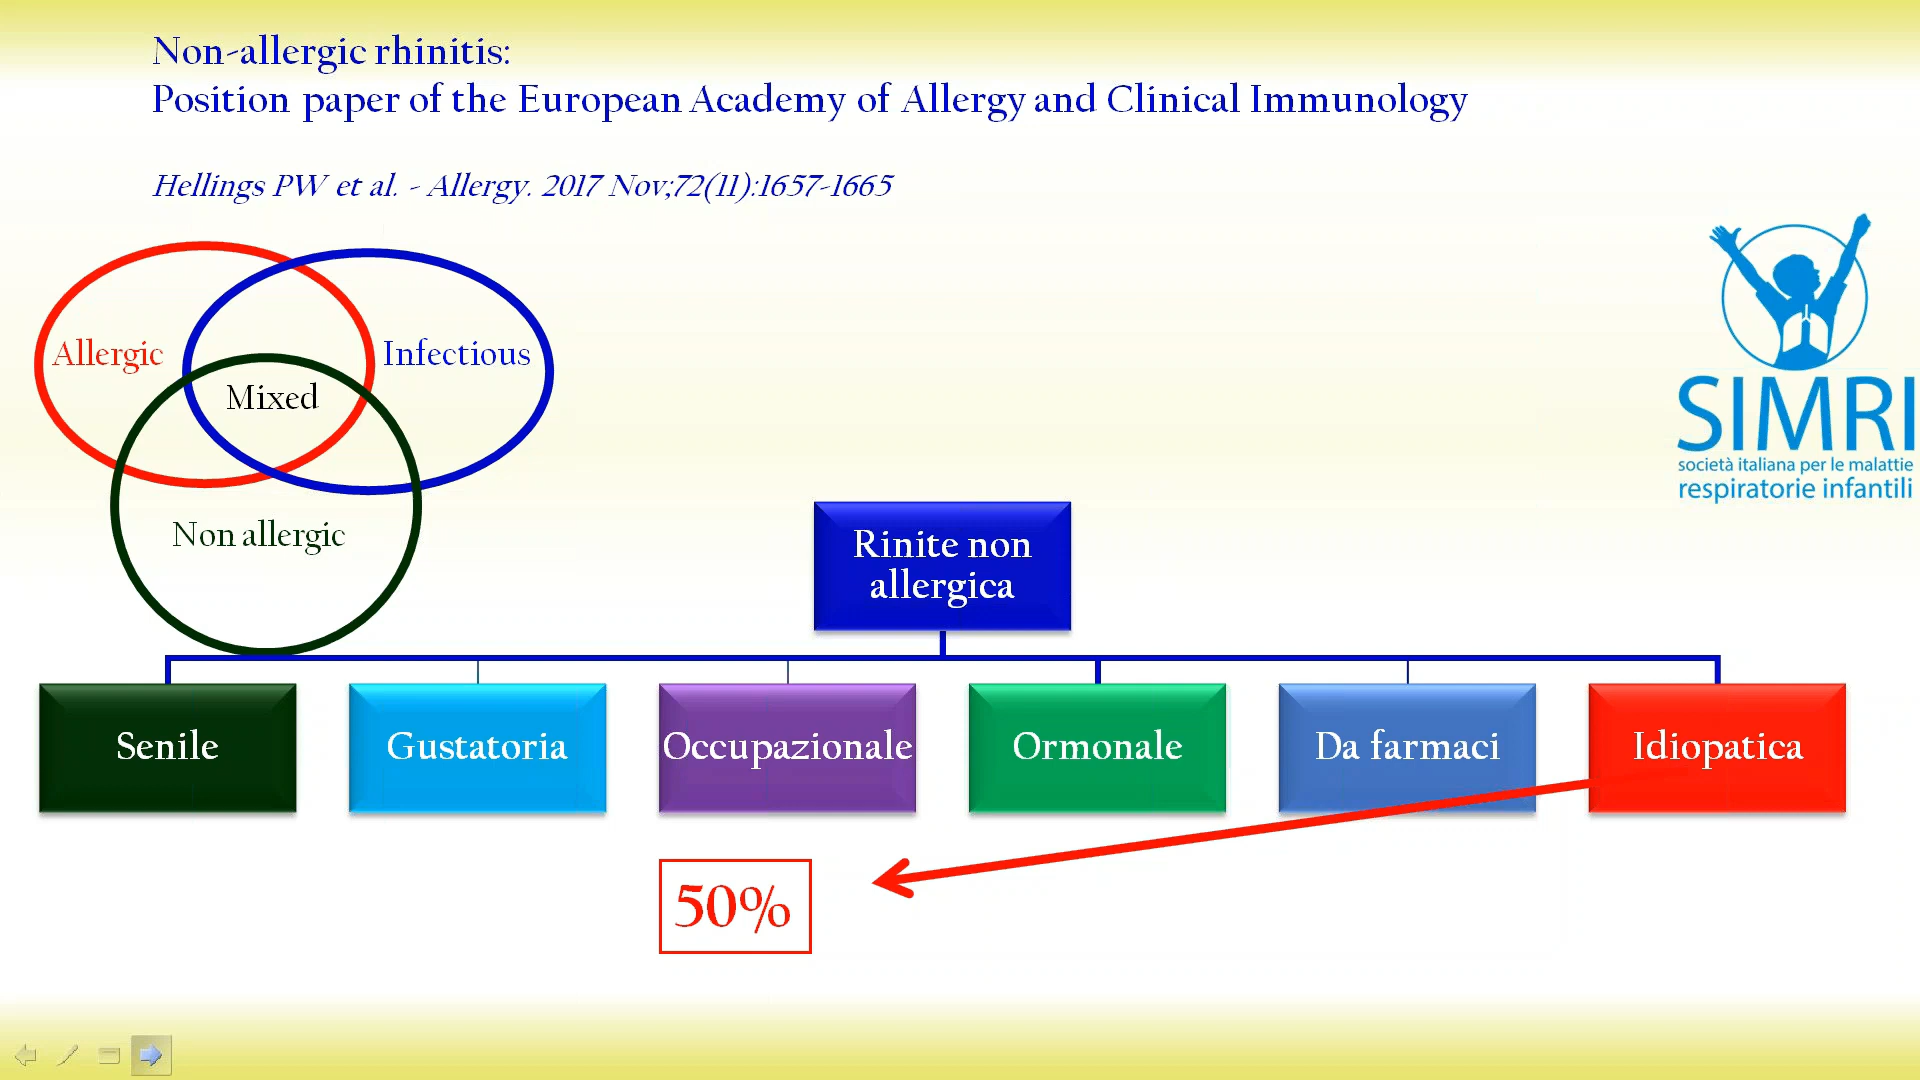 Non-allergic rhinitis:
Position paper of the European Academy of Allergy and Clinical Immunology
Hellings PW et al. - Allergy. 2017 Nov;72(11):1657-1665
Allergic
Infectious
Mixed
Non allergic
SIMRI
società italiana per le malattie
respiratorie infantili
Rinite non
allergica
Senile
Gustatoria
Occupazionale
Ormonale
Da farmaci
Idiopatica
50%